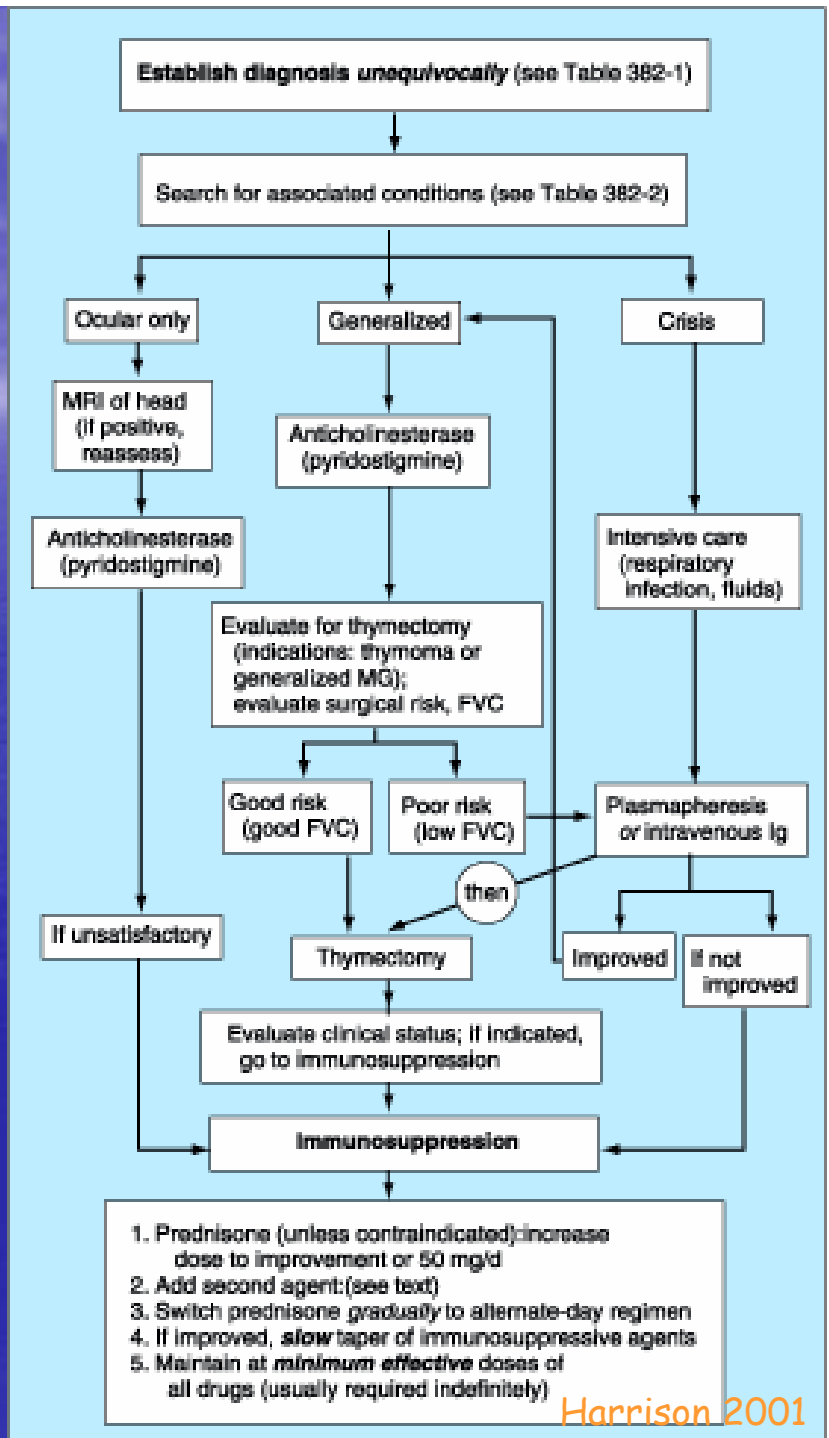 Establish diagnosis unequivocally (see Table 382-1)
Search for associated conditions (see Table 382-2)
Ocular only
Generalized
Crisis
MRI of head
(if positive,
reassess)
Anticholinesterase
(pyridostigmine)
Anticholinesterase
(pyridostigmine)
Intensive care
(respiratory
infection, fluids)
Evaluate for thymectomy
(indications: thymoma or
generalized MG);
evaluate surgical risk, FVC
Good risk
(good FVC)
Poor risk
(low FVC)
Plasmapheresis
or intravenous Ig
then
If unsatisfactory
Thymectomy
Improved
If not
improved
Evaluate clinical status; if indicated,
go to immunosuppression
Immunosuppression
1. Prednisone (unless contraindicated):increase
dose to improvement or 50 mg/d
2. Add second agent:(see text)
3. Switch prednisone gradually to alternate-day regimen
4. If improved, slow taper of immunosuppressive agents
5. Maintain at minimum effective doses of
all drugs (usually required indefinitely)
Harrison 2001